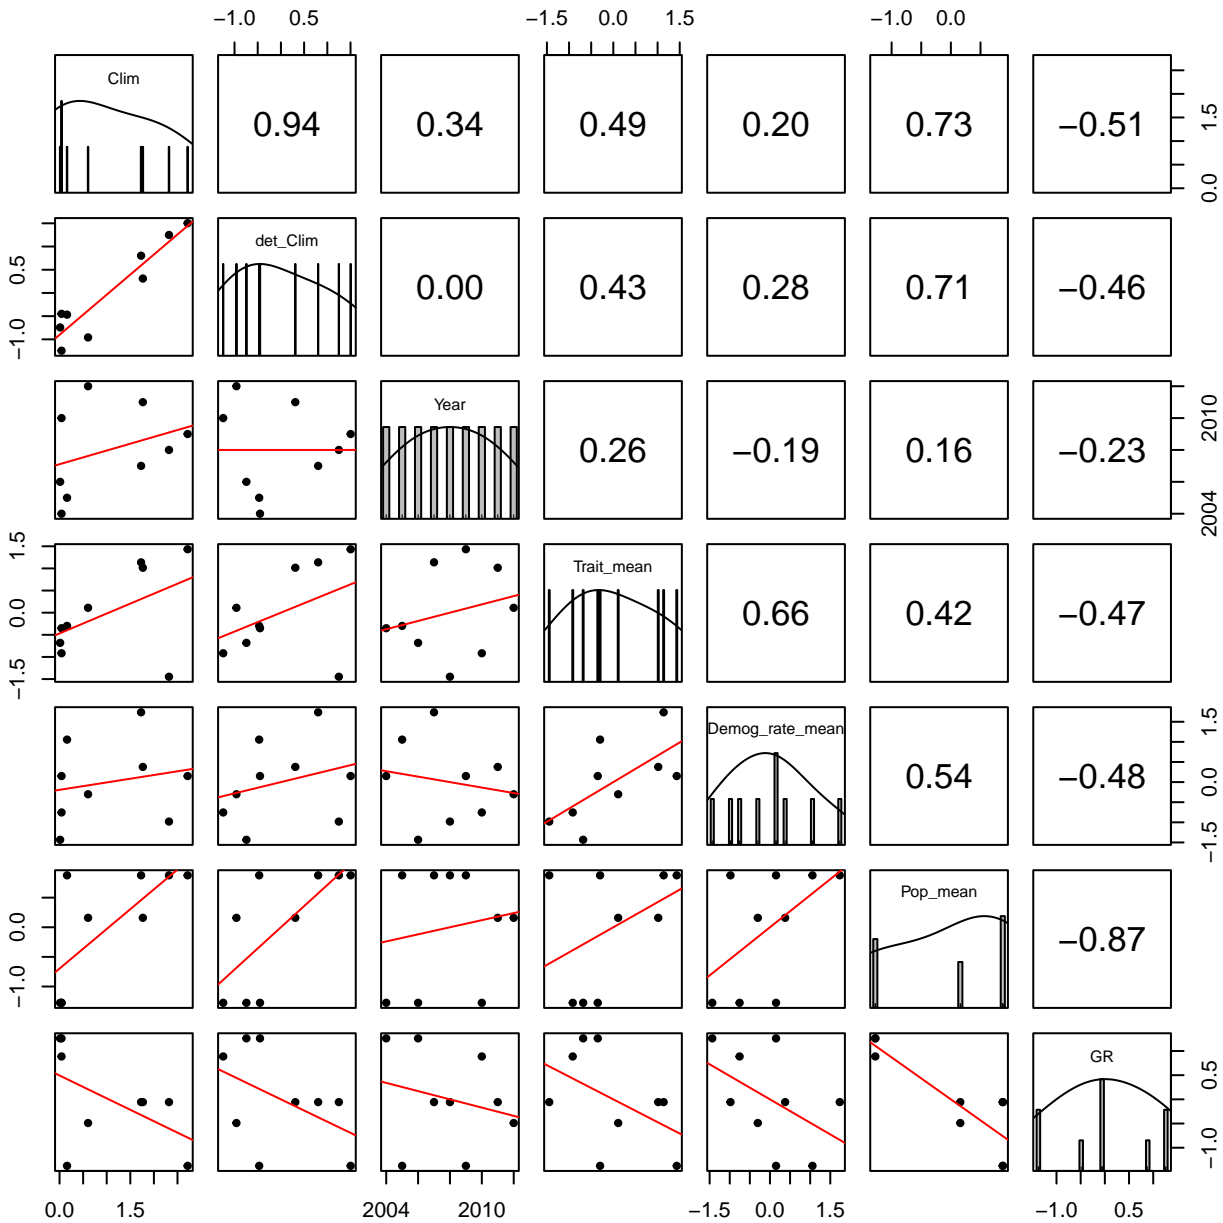 −1.0 0.5 −1.5 0.0 1.5 −1.0 0.0
Clim 0.94 0.34 0.49 0.20 0.73 −0.51 0.0 1.5
−1.0 0.5 det_Clim 0.00 0.43 0.28 0.71 −0.46
Year 0.26 −0.19 0.16 −0.23 2004 2010
−1.5 0.0 1.5 Trait_mean 0.66 0.42 −0.47
Demog_rate_mean 0.54 −0.48 −1.5 0.0 1.5
−1.0 0.0 Pop_mean −0.87
GR −1.0 0.5
0.0 1.5 2004 2010 −1.5 0.0 −1.0 0.5